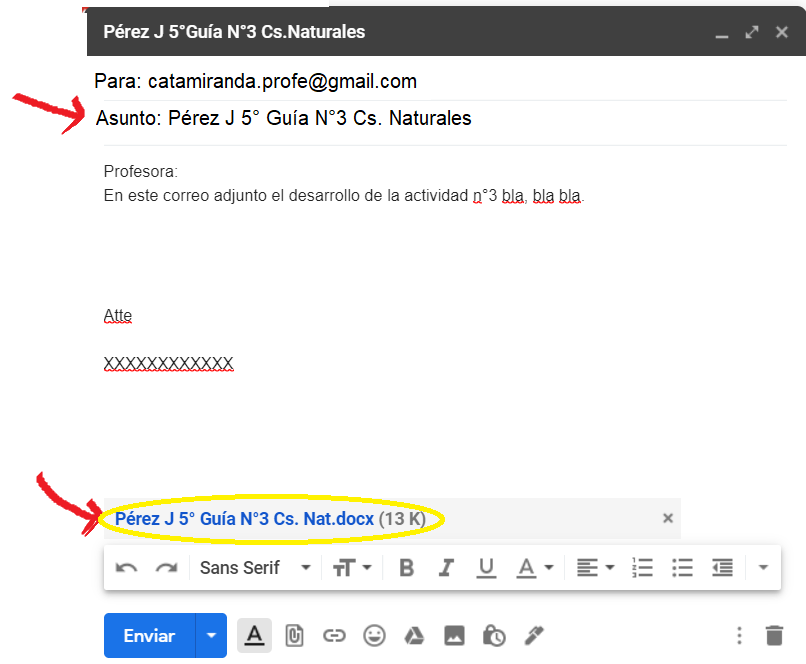 Pérez J 5°Guía N°3 Cs.Naturales
Para: catamiranda.profe@gmail.com
Asunto: Pérez J 5° Guía N°3 Cs. Naturales
Profesora:
En este correo adjunto el desarrollo de la actividad n°3 bla, bla bla.
Atte
XXXXXXXXXXXX
Pérez J 5° Guía N°3 Cs. Nat.docx (13 K)
Sans Serif
Enviar